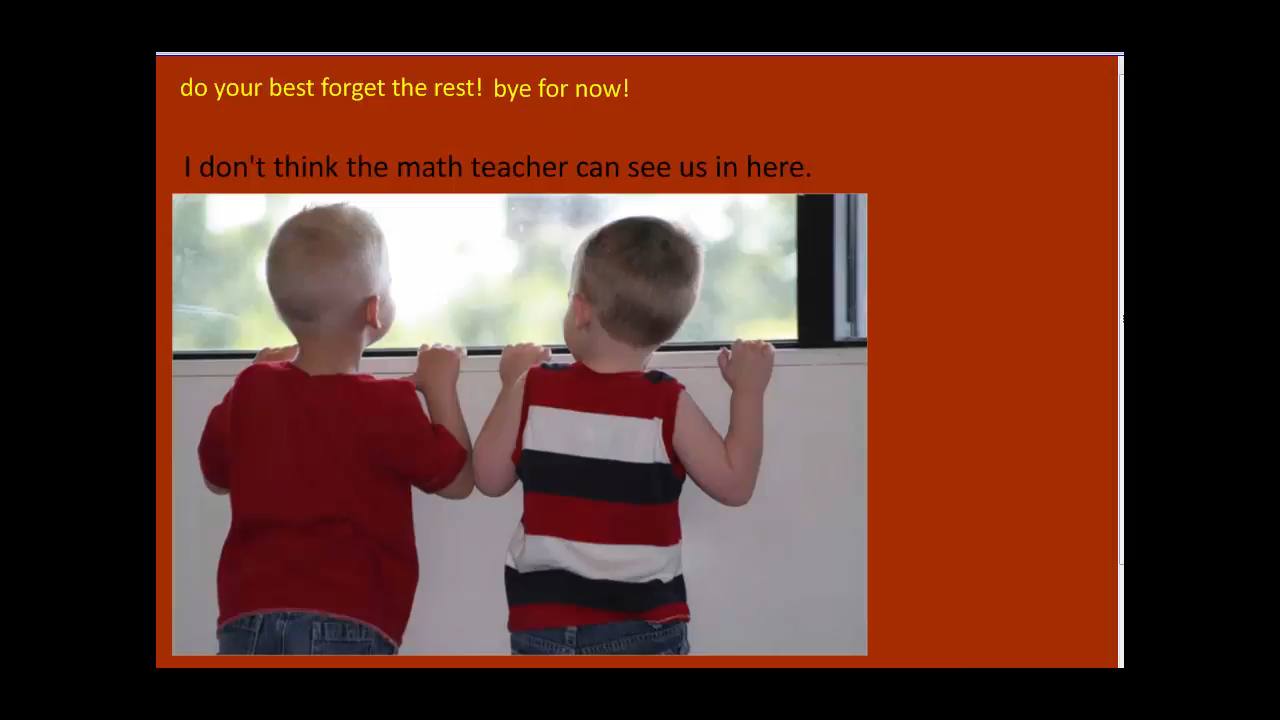 do your best forget the rest! bye for now!
I don't think the math teacher can see us in here.